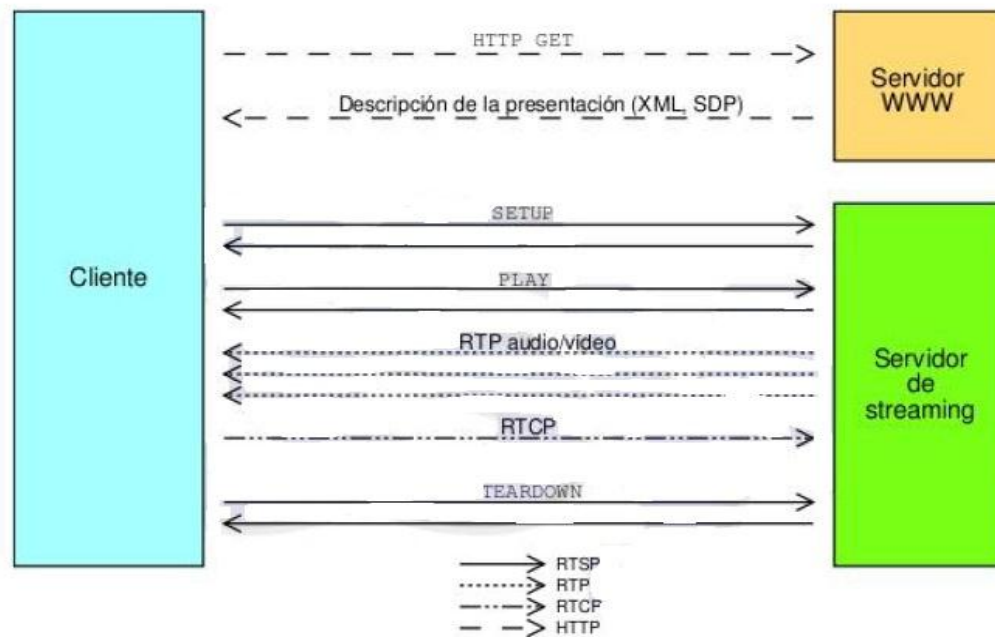 HTTP GET
Servidor
WWW
Descripción de la presentación (XML, SDP)
SETUP
Cliente
PLAY
RTP audio/vídeo
Servidor
de
streaming
RTCP
TEARDOWN
RTSP
RTP
RTCP
HTTP